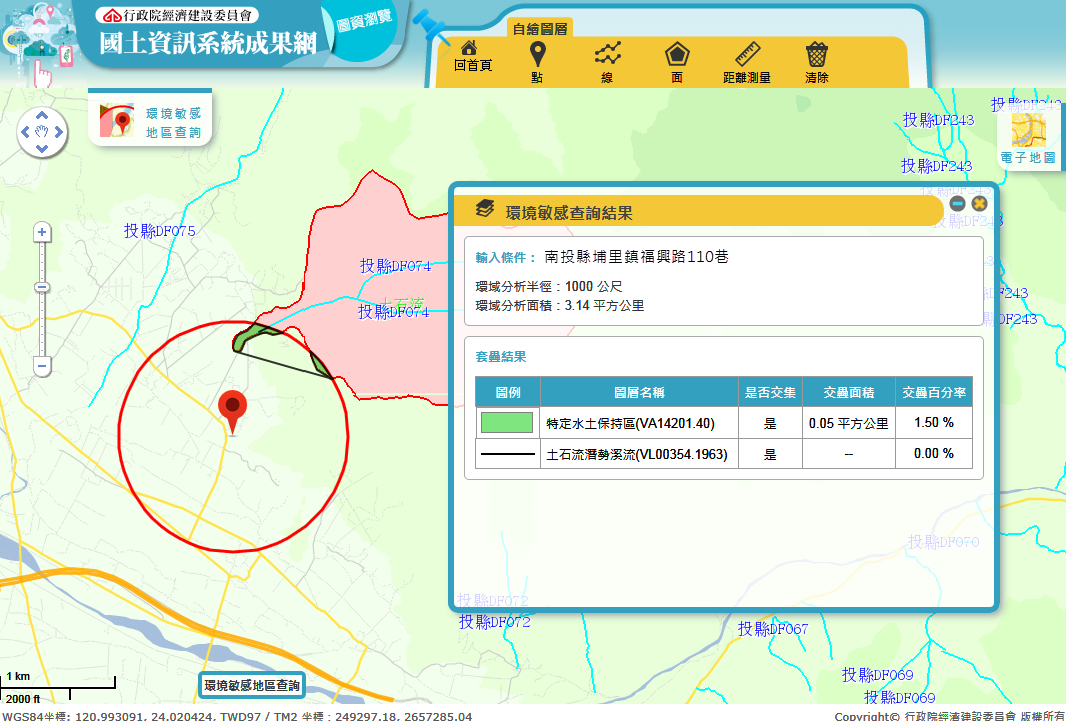 行政院經濟建設委員會
國土資訊系統成果網
圖資瀏覽
自繪圖層
回首頁
點
線
面
距離測量
清除
環境敏感
地區查詢
電子地圖
投縣DF243
投縣DF243
投縣DF243
投縣DF243
投縣DF075
投縣DF074
土石流
投縣DF074
環境敏感查詢結果
輸入條件： 南投縣埔里鎮福興路110巷
環域分析半徑：1000 公尺
環域分析面積：3.14 平方公里
縣DF243
縣DF243
套疊結果
圖例 圖層名稱 是否交集 交疊面積 交疊百分率
特定水土保持區(VA14201.40) 是 0.05 平方公里 1.50 %
土石流潛勢溪流(VL00354.1963) 是 -- 0.00 %
投縣DF070
投縣DF072
投縣DF072
投縣DF067
投縣DF069
投縣DF069
1 km
2000 ft
環境敏感地區查詢
WGS84坐標: 120.993091, 24.020424, TWD97 / TM2 坐標：249297.18, 2657285.04
Copyright© 行政院經濟建設委員會 版權所有